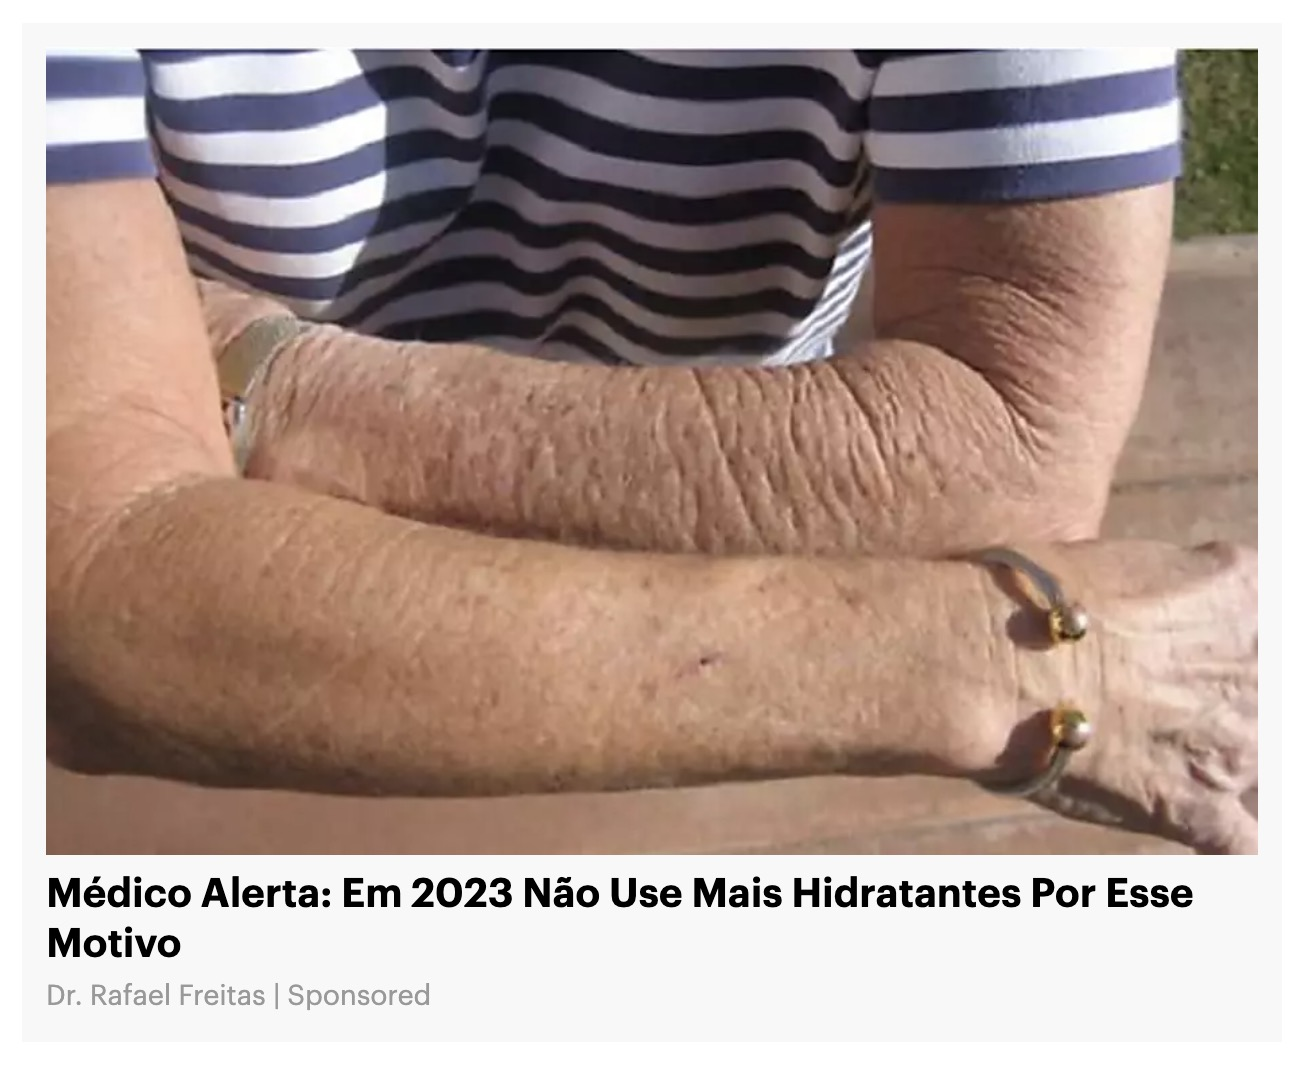 Médico Alerta: Em 2023 Não Use Mais Hidratantes Por Esse
Motivo
Dr. Rafael Freitas | Sponsored